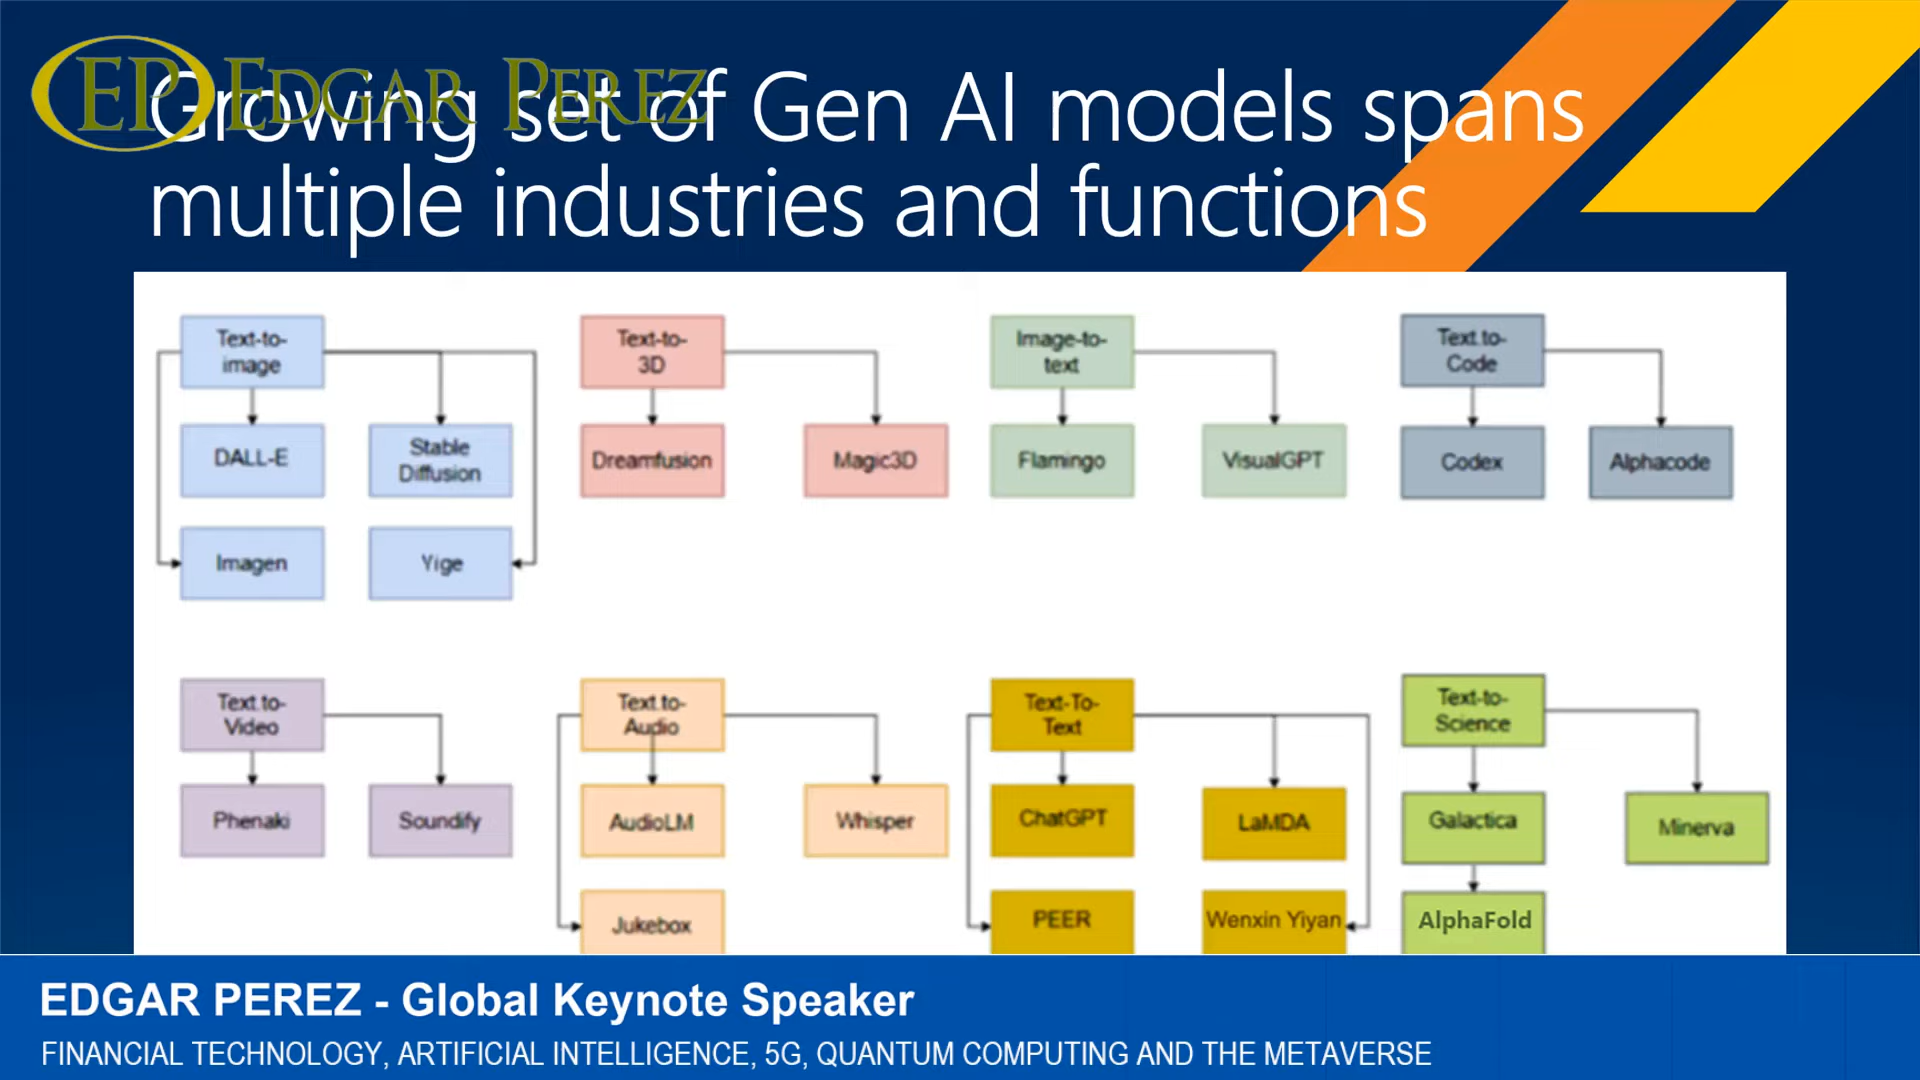 EP EDGAR PEREZ
Growing set of Gen AI models spans
multiple industries and functions
Text-to-
image
DALL-E
Stable
Diffusion
Imagen
Yige
Text-to-
3D
Dreamfusion
Magic3D
Image-to-
text
Flamingo
VisualGPT
Text.to-
Code
Codex
Alphacode
Text.to-
Video
Phenaki
Soundify
Text.to-
Audio
AudioLM
Whisper
Jukebox
Text-To-
Text
ChatGPT
LaMDA
PEER
Wenxin Yiyan
Text-to-
Science
Galactica
Minerva
AlphaFold
EDGAR PEREZ - Global Keynote Speaker
FINANCIAL TECHNOLOGY, ARTIFICIAL INTELLIGENCE, 5G, QUANTUM COMPUTING AND THE METAVERSE